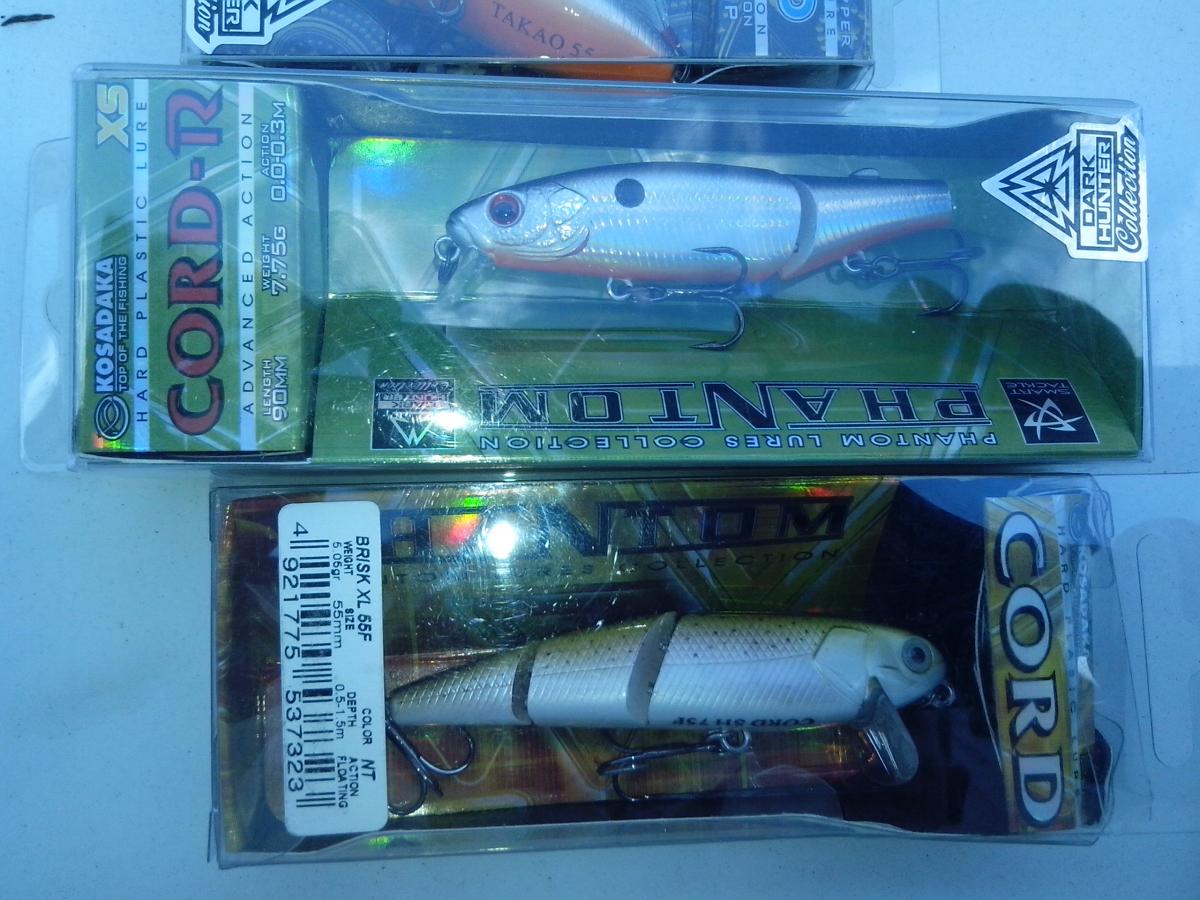 TAKAO 55
XS
KOSADAKA
TOP OF THE FISHING
HARD PLASTIC LURE
CORD-R
ADVANCED ACTION
LENGTH WEIGHT ACTION
90MM 7.75G 0.0-0.3M
DARK
HUNTER
Collection
PHANTOM
PHANTOM LURES COLLECTION
SMART
TACKLE
BRISK XL 55F
COLOR NT
WEIGHT SIZE DEPTH ACTION
5.05gr 55mm 0.5-1.5m FLOATING
4 921775 537323
COLLECTION
CORD SH 75F
HARD PLASTIC
CORD